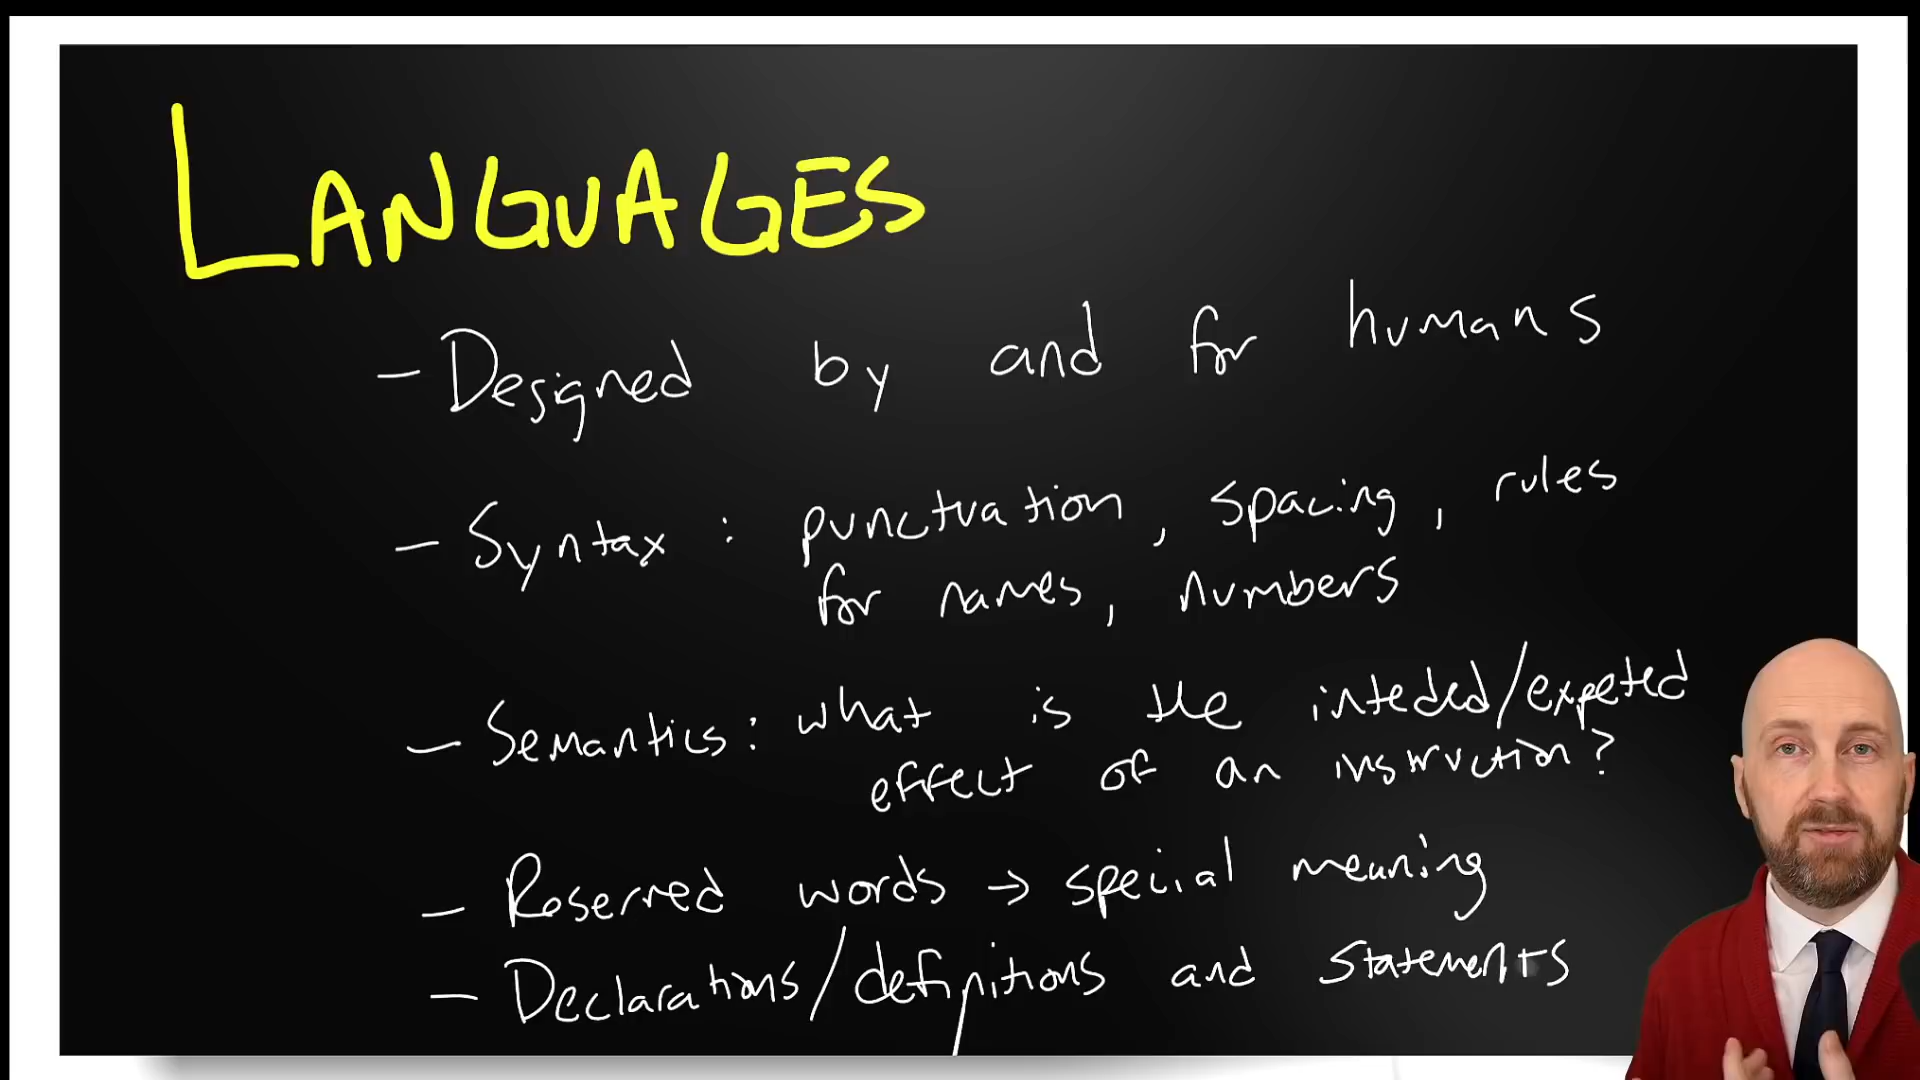 LANGUAGES
- Designed by and for humans
- Syntax : punctuation, spacing, rules
for names, numbers
- Semantics: what is the inteded/expeted
effect of an instruction?
- Reserved words → special meaning
- Declarations/definitions and statements